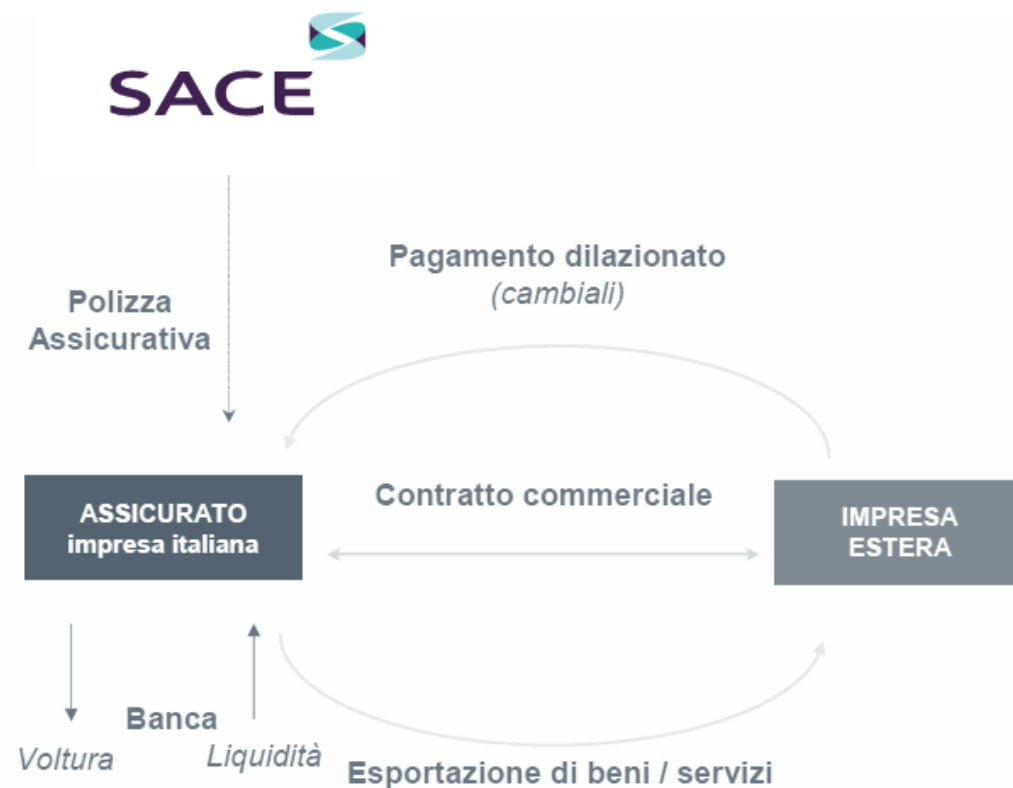 SACE
Pagamento dilazionato
(cambiali)
Polizza
Assicurativa
ASSICURATO
impresa italiana
Contratto commerciale
IMPRESA
ESTERA
Banca
Voltura
Liquidità
Esportazione di beni / servizi